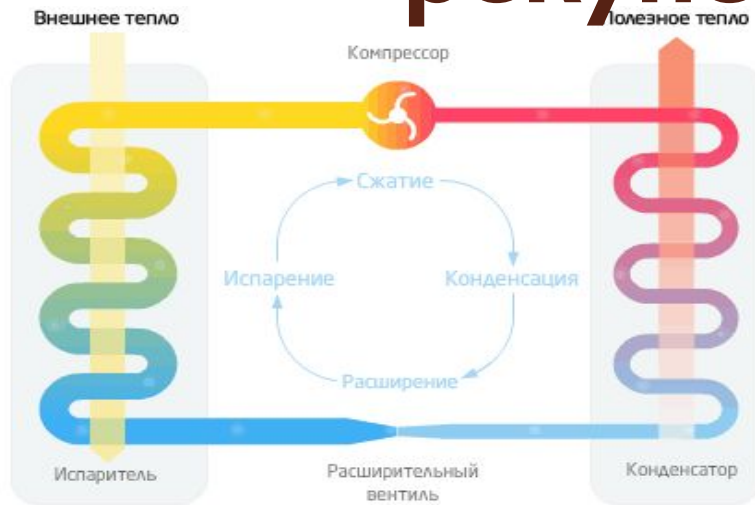 Внешнее тепло
Полезное тепло
Компрессор
Сжатие
Испарение
Конденсация
Расширение
Испаритель
Расширительный
вентиль
Конденсатор